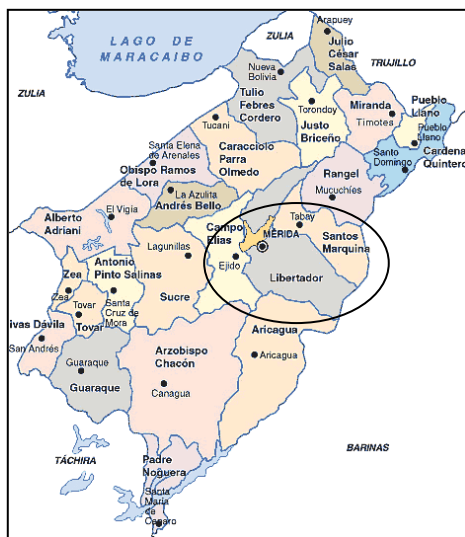 Arapuey
ZULIA
Julio
César
Salas
LAGO DE
MARACAIBO
TRUJILLO
Nueva
Bolivia
ZULIA
Tulio
Febres
Cordero
Torondoy
Miranda
Timotes
Pueblo
Llano
Justo
Briceño
Pueblo
Llano
Tucani
Santo
Domingo
Cardenal
Quintero
Santa Elena
de Arenales
Caracciolo
Parra
Olmedo
Obispo Ramos
de Lora
Rangel
Mucuchíes
La Azulita
Andrés Bello
Alberto
Adriani
El Vigía
Campo
Elías
Tabay
MÉRIDA
Santos
Marquina
Lagunillas
Ejido
Libertador
Zea
Antonio
Pinto Salinas
Zea
Sucre
Tovar
Santa
Cruz de
Mora
Tovar
ivas Dávila
San Andrés
Aricagua
Arzobispo
Chacón
Aricagua
Guaraque
Guaraque
Canagua
BARINAS
TÁCHIRA
Padre
Noguera
Santa
María
de Caparo